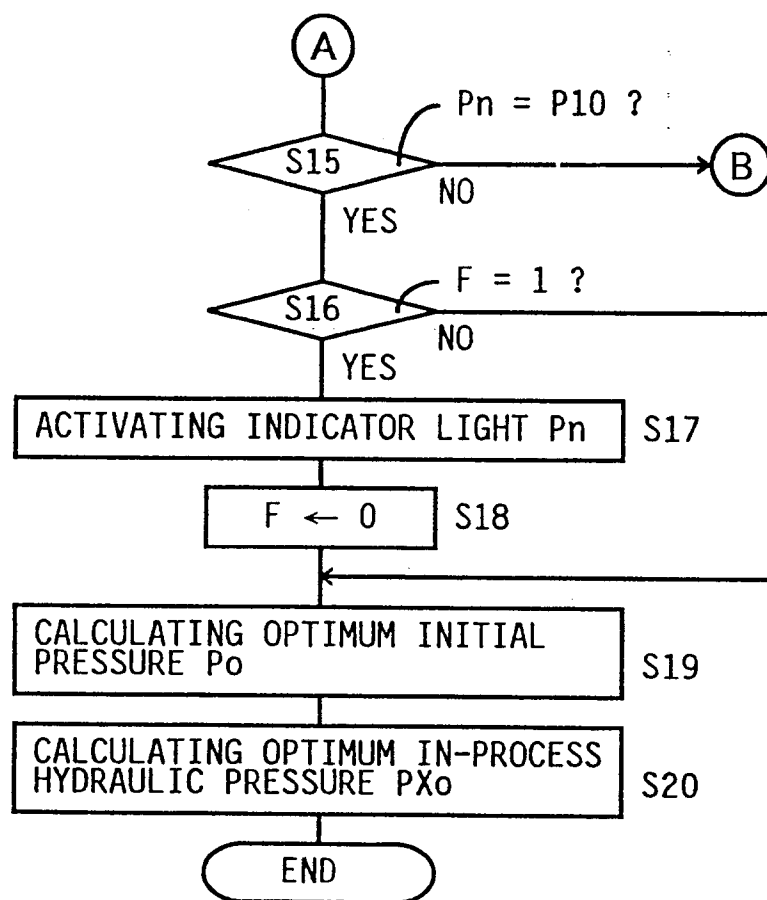 A
Pn = P10 ?
S15
NO
B
YES
F = 1 ?
S16
NO
YES
ACTIVATING INDICATOR LIGHT Pn
S17
F ← 0
S18
CALCULATING OPTIMUM INITIAL
PRESSURE Po
S19
CALCULATING OPTIMUM IN-PROCESS
HYDRAULIC PRESSURE PXo
S20
END